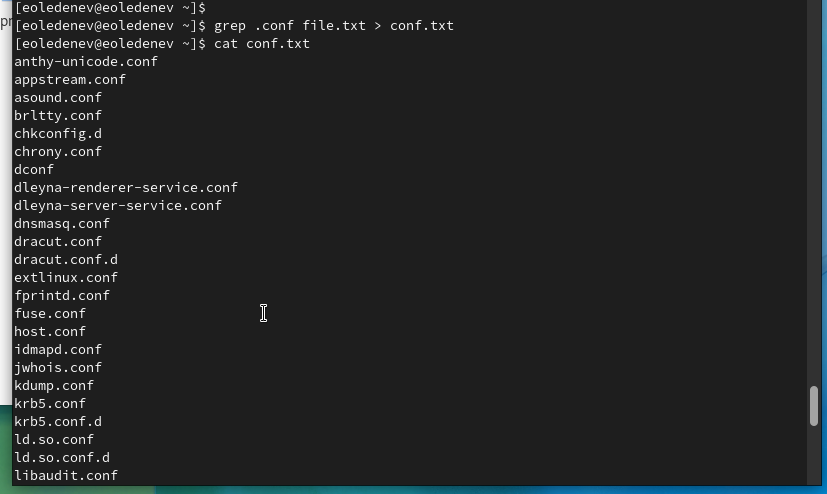 [eoledenev@eoledenev ~]$
[eoledenev@eoledenev ~]$ grep .conf file.txt > conf.txt
[eoledenev@eoledenev ~]$ cat conf.txt
anthy-unicode.conf
appstream.conf
asound.conf
brltty.conf
chkconfig.d
chrony.conf
dconf
dleyna-renderer-service.conf
dleyna-server-service.conf
dnsmasq.conf
dracut.conf
dracut.conf.d
extlinux.conf
fprintd.conf
fuse.conf
host.conf
idmapd.conf
jwhois.conf
kdump.conf
krb5.conf
krb5.conf.d
ld.so.conf
ld.so.conf.d
libaudit.conf